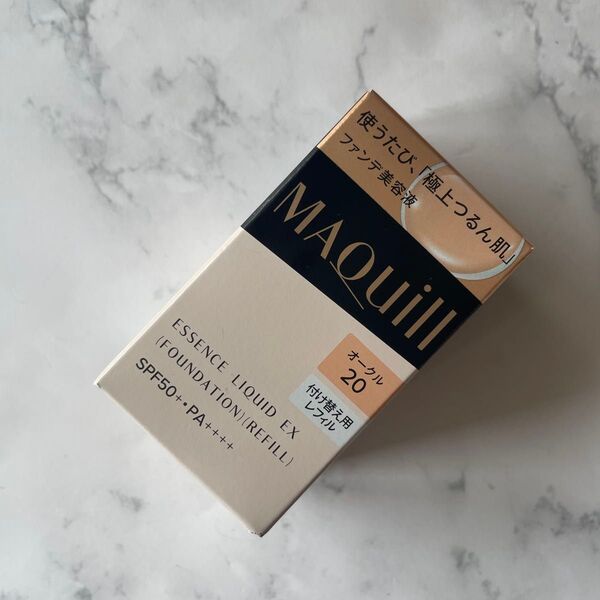 使うたび、「極上つるん肌」
ファンデ美容液
MAQuill
オークル
20
付け替え用
レフィル
ESSENCE LIQUID EX
(FOUNDATION)(REFILL)
SPF50+•PA++++